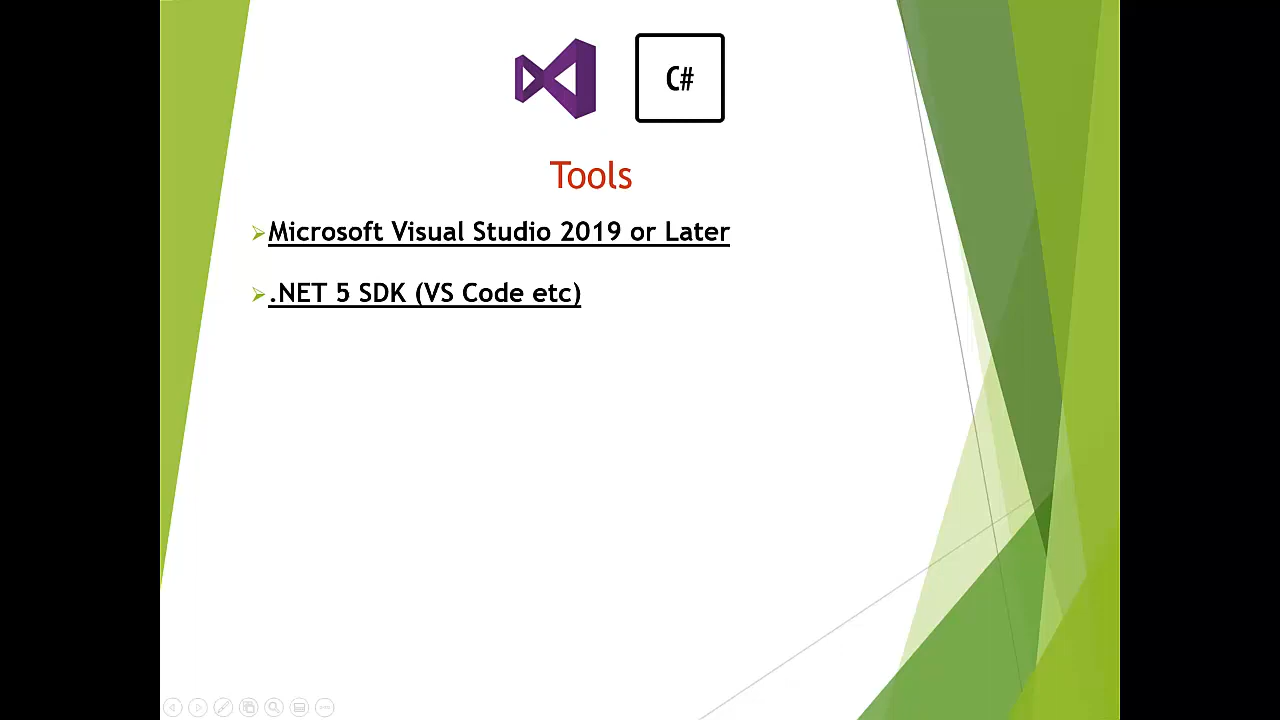 C#
Tools
Microsoft Visual Studio 2019 or Later
.NET 5 SDK (VS Code etc)